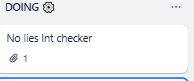 DOING ⚙️ ...
No lies Int checker
1